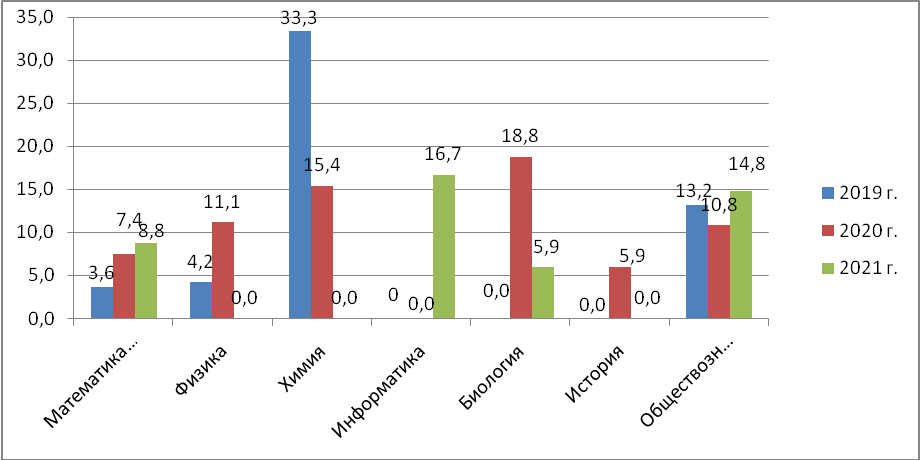 35,0
30,0
25,0
20,0
15,0
10,0
5,0
0,0
3,6
7,4
8,8
4,2
11,1
0,0
33,3
15,4
0,0
0
0,0
16,7
0,0
18,8
5,9
0,0
5,9
0,0
13,2
10,8
14,8
Математика...
Физика
Химия
Информатика
Биология
История
Обществозн...
2019 г.
2020 г.
2021 г.